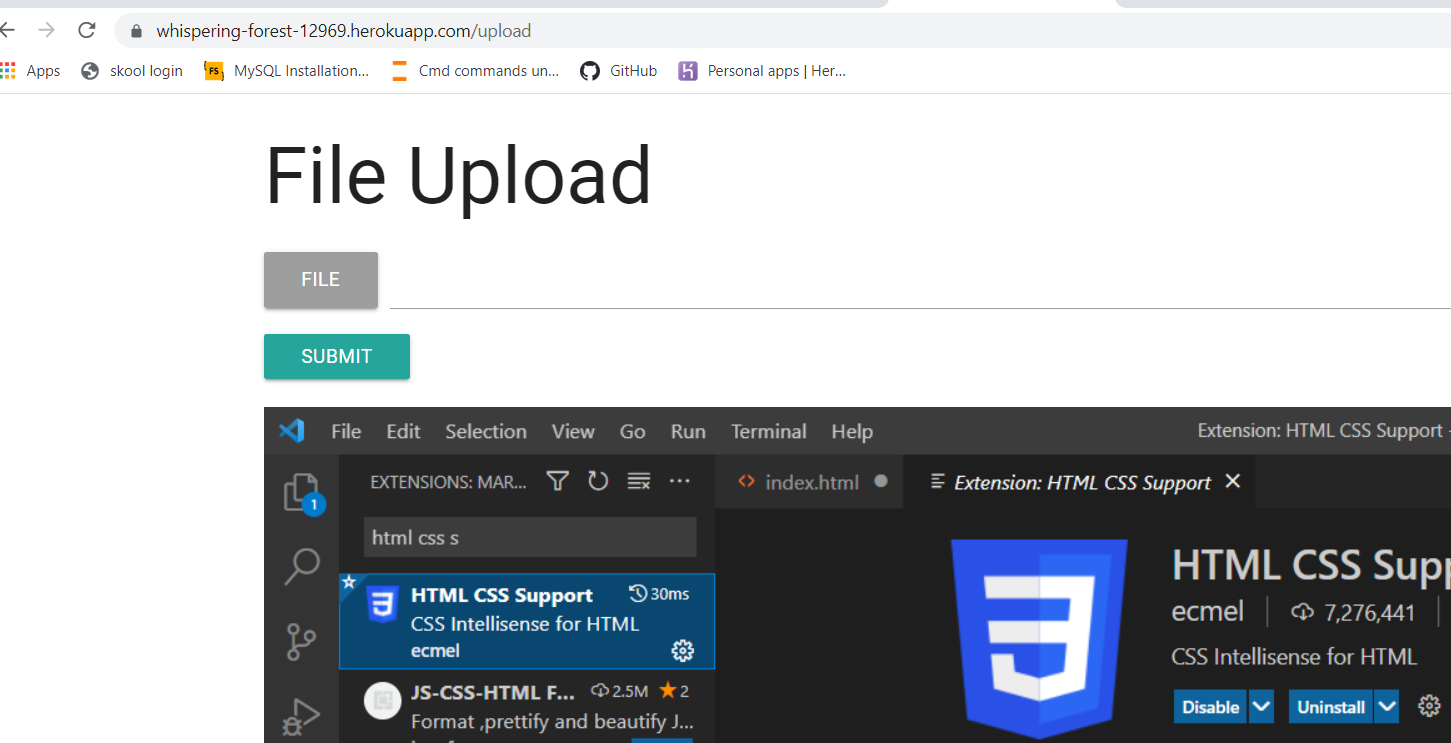 whispering-forest-12969.herokuapp.com/upload
Apps skool login MySQL Installation... Cmd commands un... GitHub Personal apps | Her...
File Upload
FILE
SUBMIT
File Edit Selection View Go Run Terminal Help Extension: HTML CSS Support -
EXTENSIONS: MAR... index.html Extension: HTML CSS Support
1
html css s
HTML CSS Support 30ms
CSS Intellisense for HTML
ecmel
JS-CSS-HTML F... 2.5M 2
Format ,prettify and beautify J...
HTML CSS Supp
ecmel 7,276,441
CSS Intellisense for HTML
Disable Uninstall